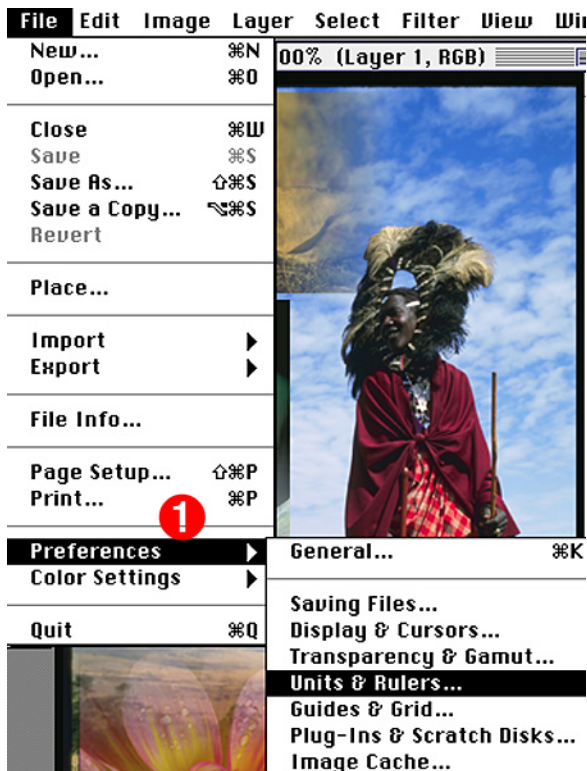 File Edit Image Layer Select Filter View
New... ⌘N
Open... ⌘O
00% (Layer 1, RGB)
Close ⌘W
Save ⌘S
Save As... ⇧⌘S
Save a Copy... ⌥⌘S
Revert
Place...
Import
Export
File Info...
Page Setup... ⇧⌘P
Print... ⌘P
1
Preferences
Color Settings
Quit ⌘Q
General... ⌘K
Saving Files...
Display & Cursors...
Transparency & Gamut...
Units & Rulers...
Guides & Grid...
Plug-Ins & Scratch Disks...
Image Cache...